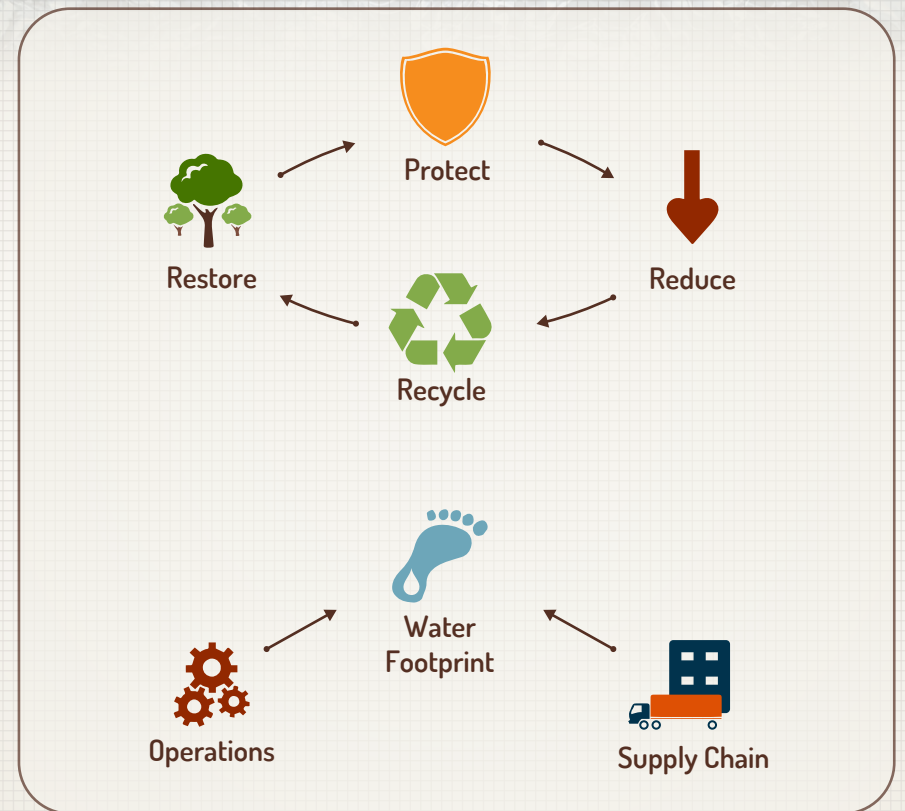 Protect
Restore
Reduce
Recycle
Water
Footprint
Operations
Supply Chain